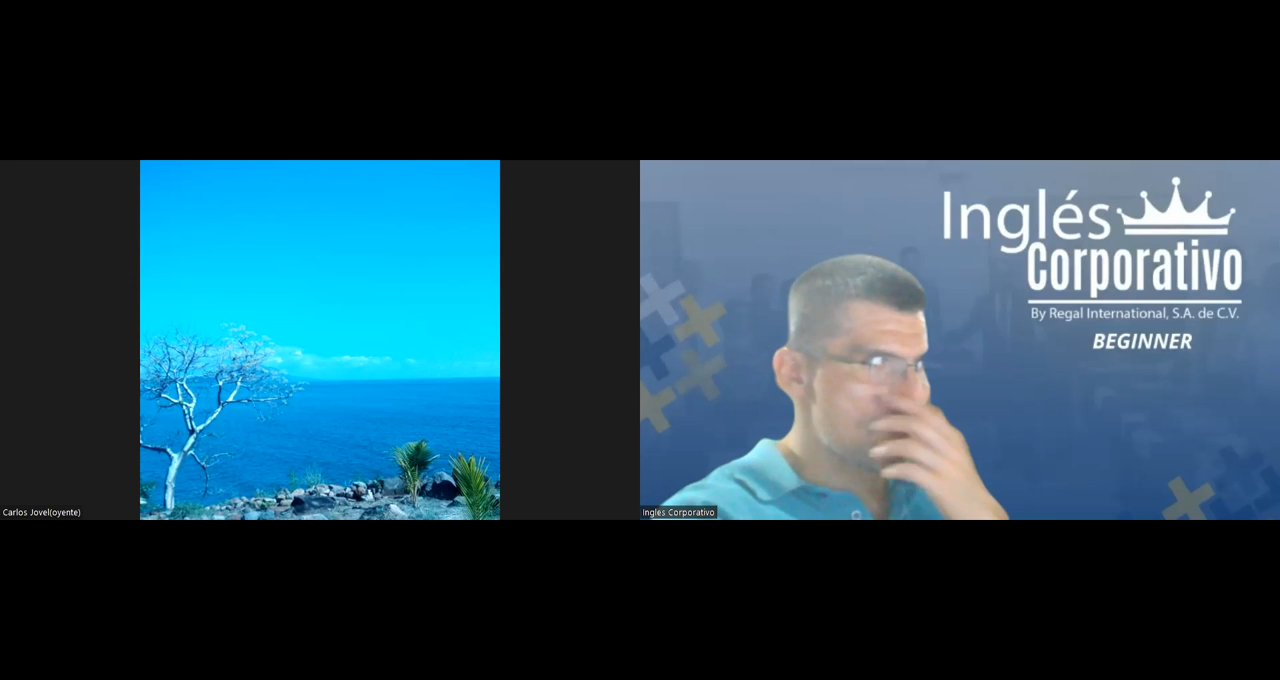 Inglés
Corporativo
By Regal International, S.A. de C.V.
BEGINNER
Carlos Jovel(oyente)
Inglés Corporativo